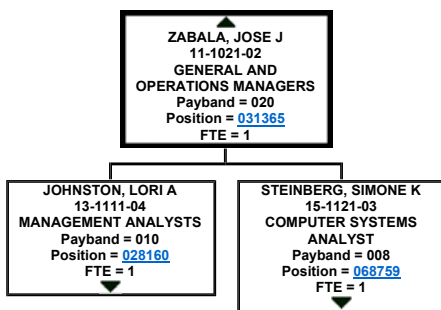 ZABALA, JOSE J
11-1021-02
GENERAL AND
OPERATIONS MANAGERS
Payband = 020
Position = 031365
FTE = 1
JOHNSTON, LORI A
13-1111-04
MANAGEMENT ANALYSTS
Payband = 010
Position = 028160
FTE = 1
STEINBERG, SIMONE K
15-1121-03
COMPUTER SYSTEMS
ANALYST
Payband = 008
Position = 068759
FTE = 1